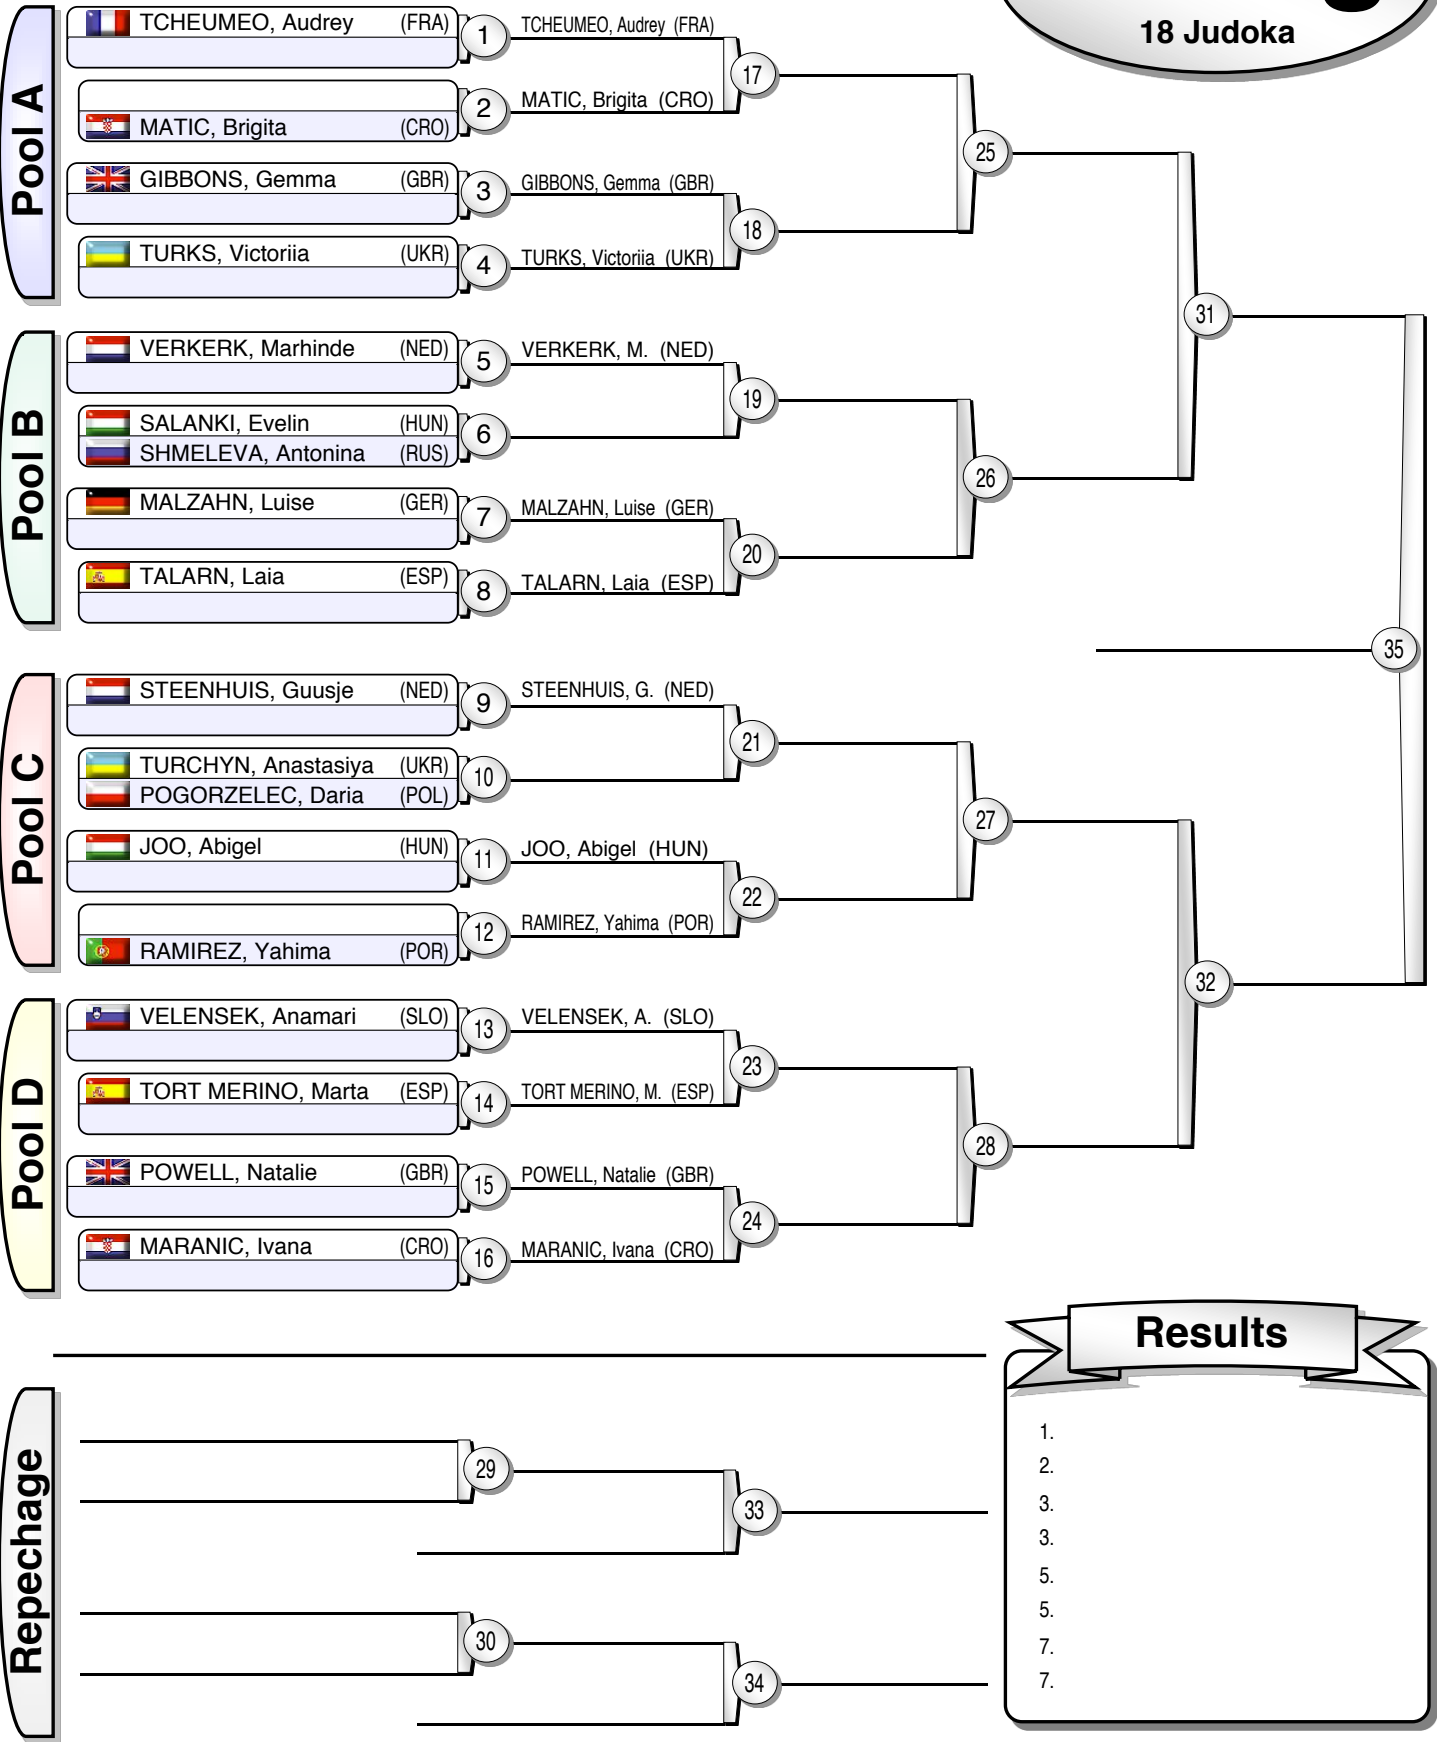 18 Judoka
Pool A
TCHEUMEO, Audrey (FRA) 1 TCHEUMEO, Audrey (FRA)
17
2 MATIC, Brigita (CRO)
MATIC, Brigita (CRO)
25
GIBBONS, Gemma (GBR) 3 GIBBONS, Gemma (GBR)
18
TURKS, Victoriia (UKR) 4 TURKS, Victoriia (UKR)
31
Pool B
VERKERK, Marhinde (NED) 5 VERKERK, M. (NED)
19
SALANKI, Evelin (HUN)
6
SHMELEVA, Antonina (RUS)
26
MALZAHN, Luise (GER) 7 MALZAHN, Luise (GER)
20
TALARN, Laia (ESP) 8 TALARN, Laia (ESP)
35
Pool C
STEENHUIS, Guusje (NED) 9 STEENHUIS, G. (NED)
21
TURCHYN, Anastasiya (UKR)
10
POGORZELEC, Daria (POL)
27
JOO, Abigel (HUN) 11 JOO, Abigel (HUN)
22
12 RAMIREZ, Yahima (POR)
RAMIREZ, Yahima (POR)
32
Pool D
VELENSEK, Anamari (SLO) 13 VELENSEK, A. (SLO)
23
TORT MERINO, Marta (ESP) 14 TORT MERINO, M. (ESP)
28
POWELL, Natalie (GBR) 15 POWELL, Natalie (GBR)
24
MARANIC, Ivana (CRO) 16 MARANIC, Ivana (CRO)
Repechage
29
33
30
34
Results
1.
2.
3.
3.
5.
5.
7.
7.